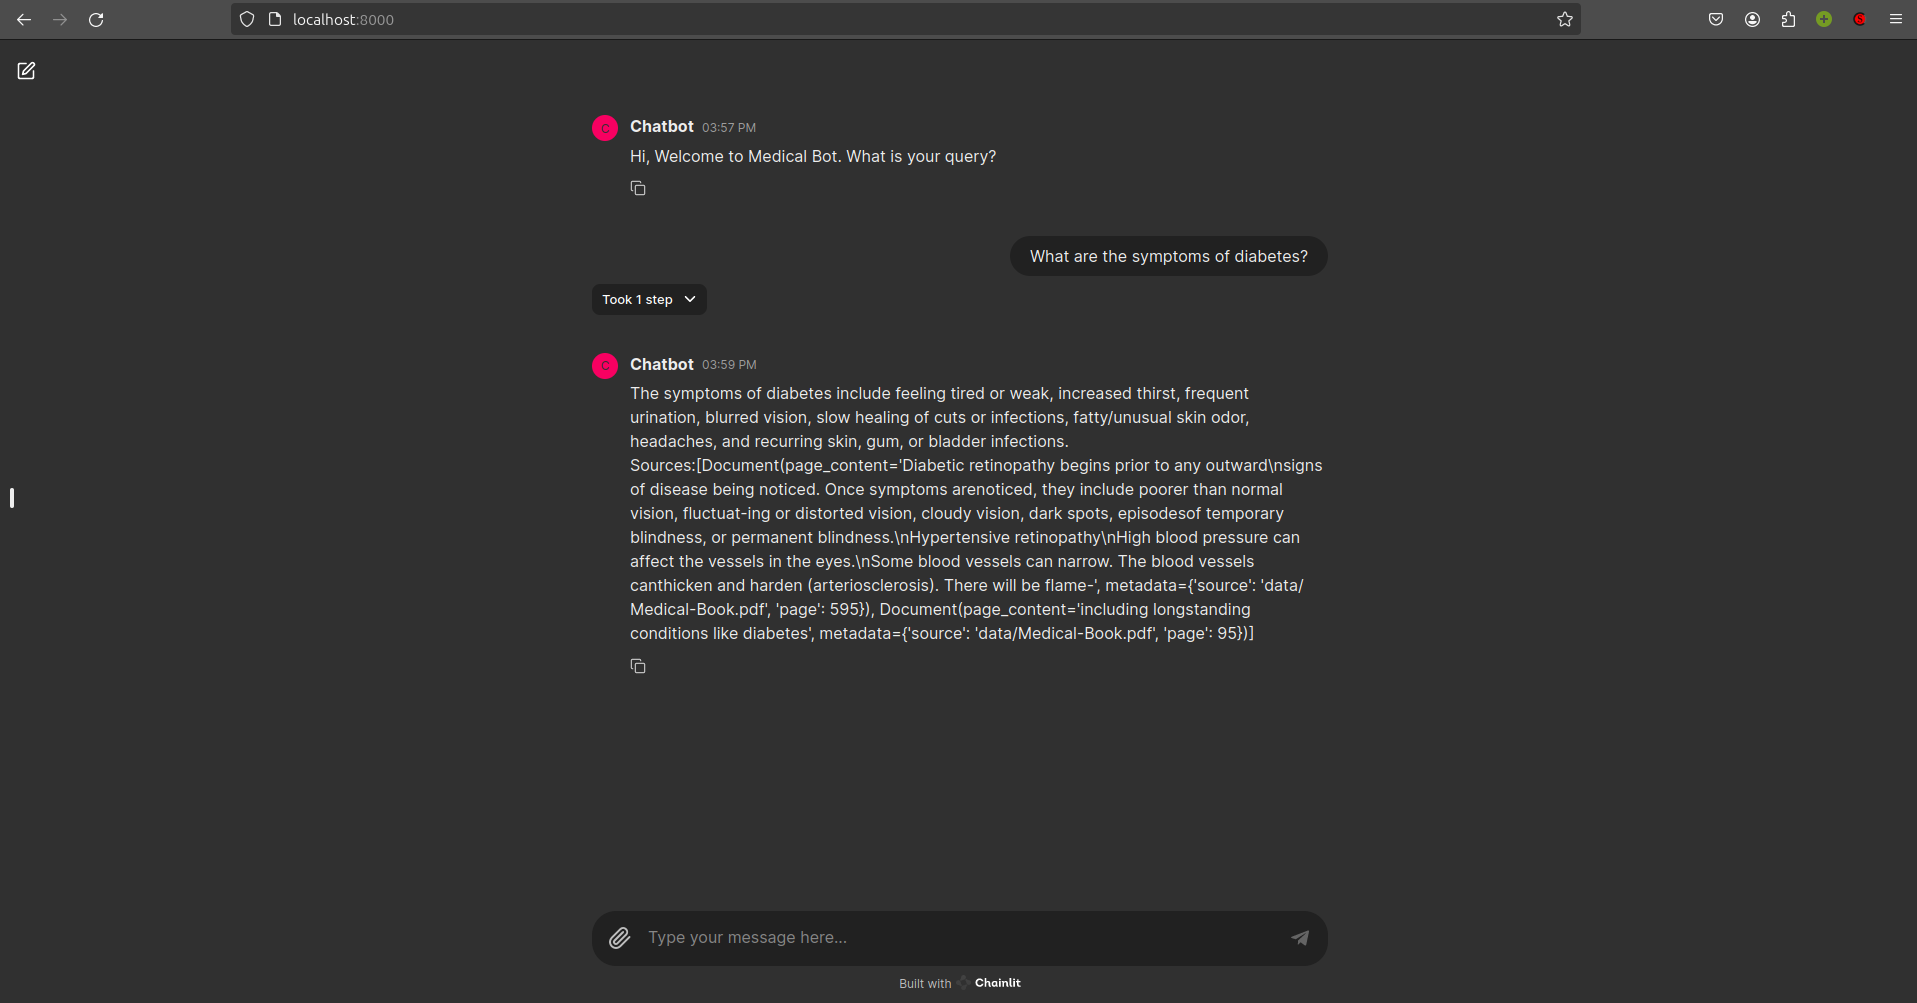 localhost:8000
C
Chatbot 03:57 PM
Hi, Welcome to Medical Bot. What is your query?
What are the symptoms of diabetes?
Took 1 step
C
Chatbot 03:59 PM
The symptoms of diabetes include feeling tired or weak, increased thirst, frequent
urination, blurred vision, slow healing of cuts or infections, fatty/unusual skin odor,
headaches, and recurring skin, gum, or bladder infections.
Sources:[Document(page_content='Diabetic retinopathy begins prior to any outward\nsigns
of disease being noticed. Once symptoms arenoticed, they include poorer than normal
vision, fluctuat-ing or distorted vision, cloudy vision, dark spots, episodesof temporary
blindness, or permanent blindness.\nHypertensive retinopathy\nHigh blood pressure can
affect the vessels in the eyes.\nSome blood vessels can narrow. The blood vessels
canthicken and harden (arteriosclerosis). There will be flame-', metadata={'source': 'data/
Medical-Book.pdf', 'page': 595}), Document(page_content='including longstanding
conditions like diabetes', metadata={'source': 'data/Medical-Book.pdf', 'page': 95})]
Type your message here...
Built with Chainlit